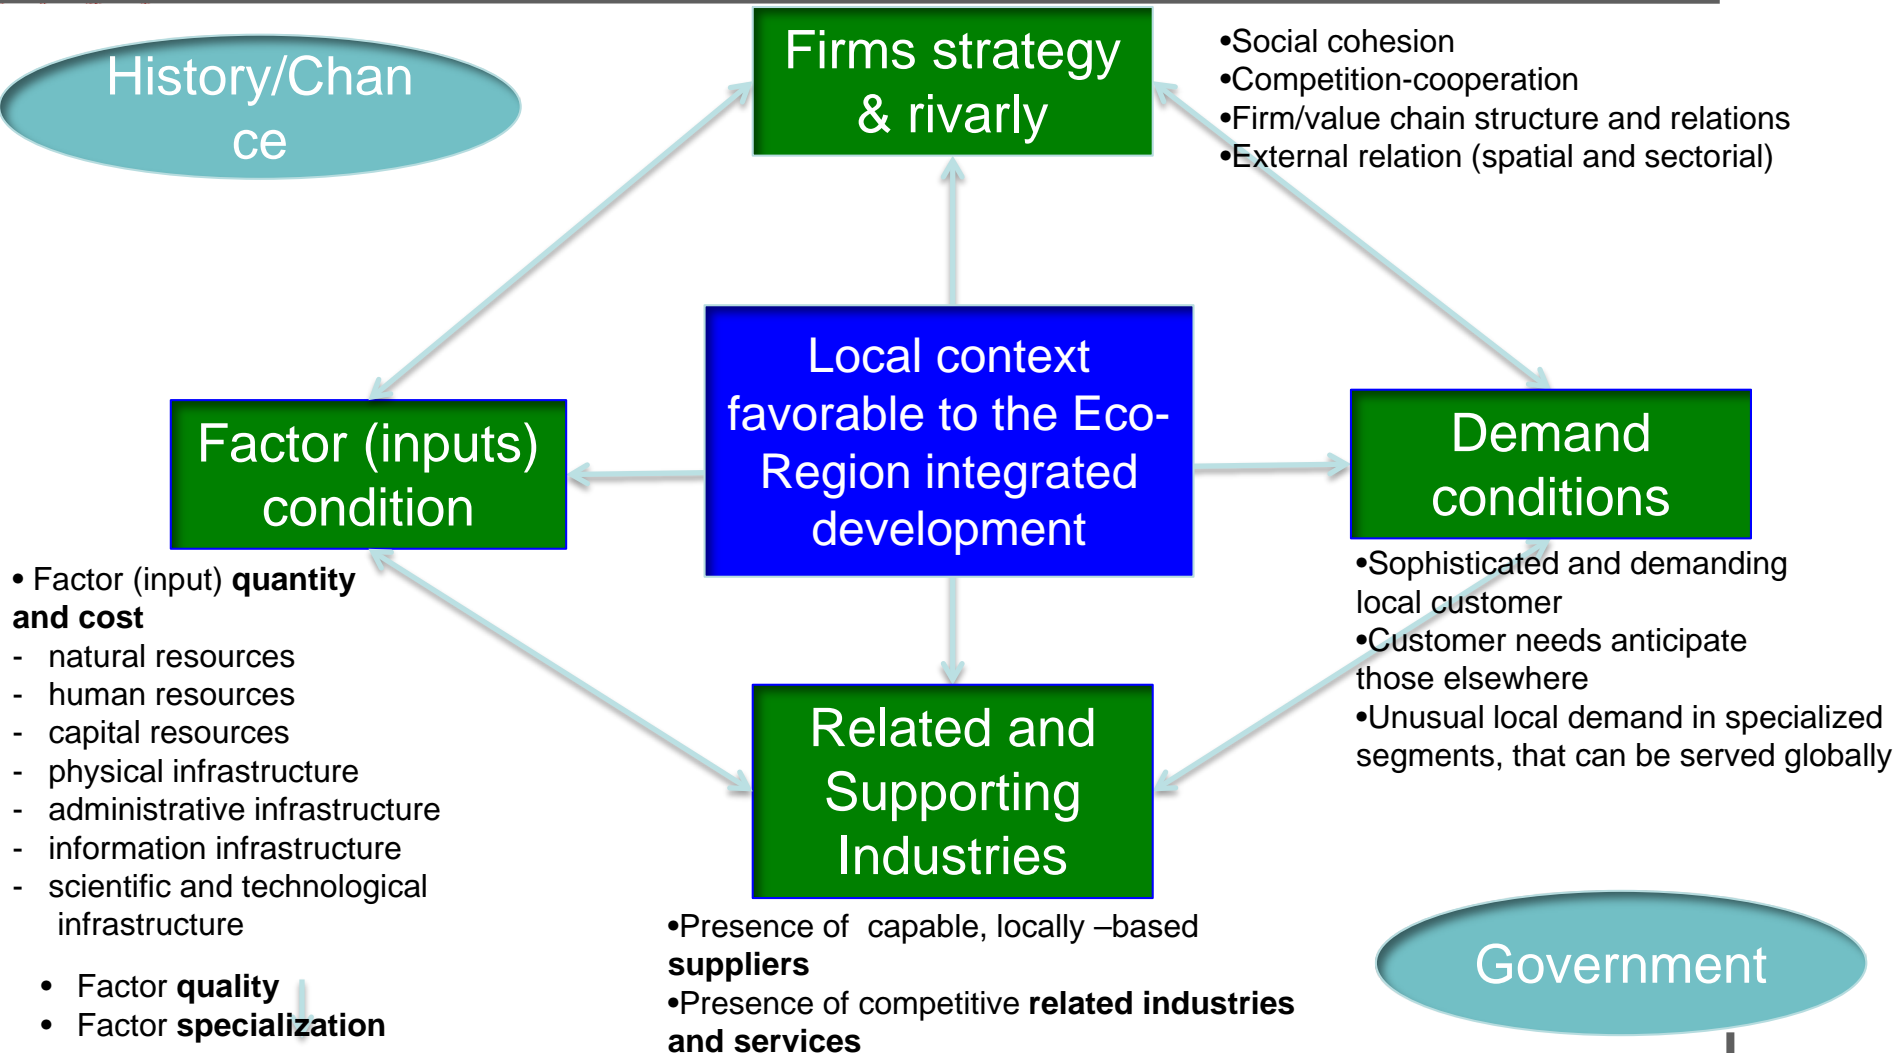 History/Chan
ce
Firms strategy
& rivarly
•Social cohesion
•Competition-cooperation
•Firm/value chain structure and relations
•External relation (spatial and sectorial)
Local context
favorable to the Eco-
Region integrated
development
Factor (inputs)
condition
Demand
conditions
• Factor (input) quantity
and cost
- natural resources
- human resources
- capital resources
- physical infrastructure
- administrative infrastructure
- information infrastructure
- scientific and technological
infrastructure
• Factor quality
• Factor specialization
•Sophisticated and demanding
local customer
•Customer needs anticipate
those elsewhere
•Unusual local demand in specialized
segments, that can be served globally
Related and
Supporting
Industries
•Presence of capable, locally –based
suppliers
•Presence of competitive related industries
and services
Government